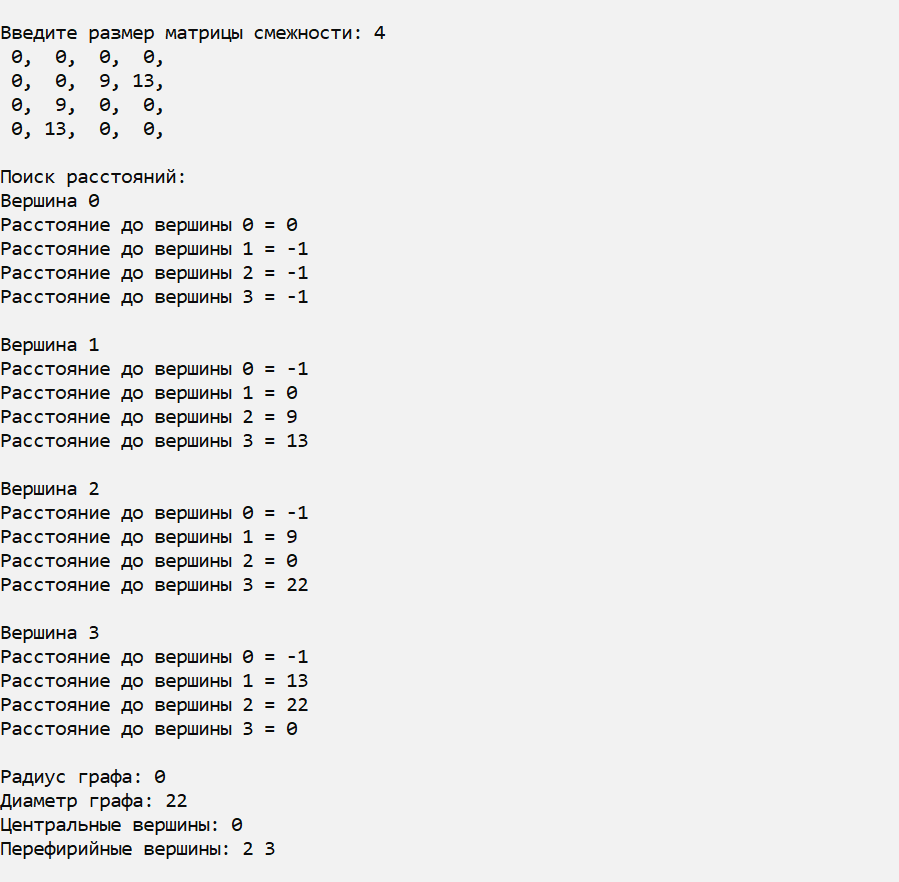 Введите размер матрицы смежности: 4
0, 0, 0, 0,
0, 0, 9, 13,
0, 9, 0, 0,
0, 13, 0, 0,
Поиск расстояний:
Вершина 0
Расстояние до вершины 0 = 0
Расстояние до вершины 1 = -1
Расстояние до вершины 2 = -1
Расстояние до вершины 3 = -1
Вершина 1
Расстояние до вершины 0 = -1
Расстояние до вершины 1 = 0
Расстояние до вершины 2 = 9
Расстояние до вершины 3 = 13
Вершина 2
Расстояние до вершины 0 = -1
Расстояние до вершины 1 = 9
Расстояние до вершины 2 = 0
Расстояние до вершины 3 = 22
Вершина 3
Расстояние до вершины 0 = -1
Расстояние до вершины 1 = 13
Расстояние до вершины 2 = 22
Расстояние до вершины 3 = 0
Радиус графа: 0
Диаметр графа: 22
Центральные вершины: 0
Перефирийные вершины: 2 3